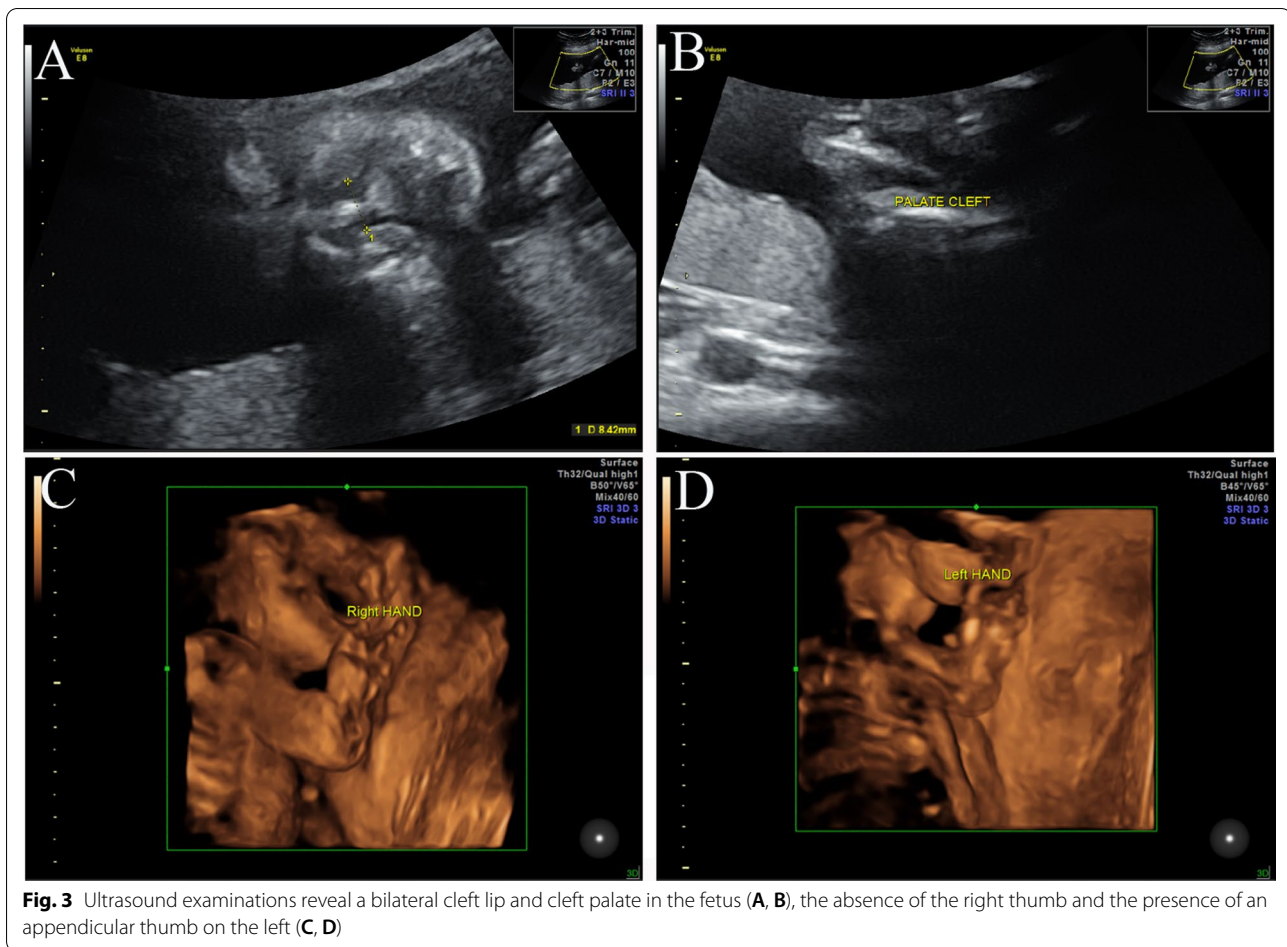 A
Voluson
E8
2+3 Trim.
Har-mid
100
Gn 11
C7 / M10
P2 / E3
SRI II 3
1
1 D 8.42mm
B
Voluson
E8
2+3 Trim.
Har-mid
100
Gn 11
C7 / M10
P2 / E3
SRI II 3
PALATE CLEFT
C
Surface
Th32/Qual high1
B50°/V65°
Mix40/60
SRI 3D 3
3D Static
Right HAND
3D
D
Surface
Th32/Qual high1
B45°/V65°
Mix40/60
SRI 3D 3
3D Static
Left HAND
3D
Fig. 3 Ultrasound examinations reveal a bilateral cleft lip and cleft palate in the fetus (A, B), the absence of the right thumb and the presence of an
appendicular thumb on the left (C, D)